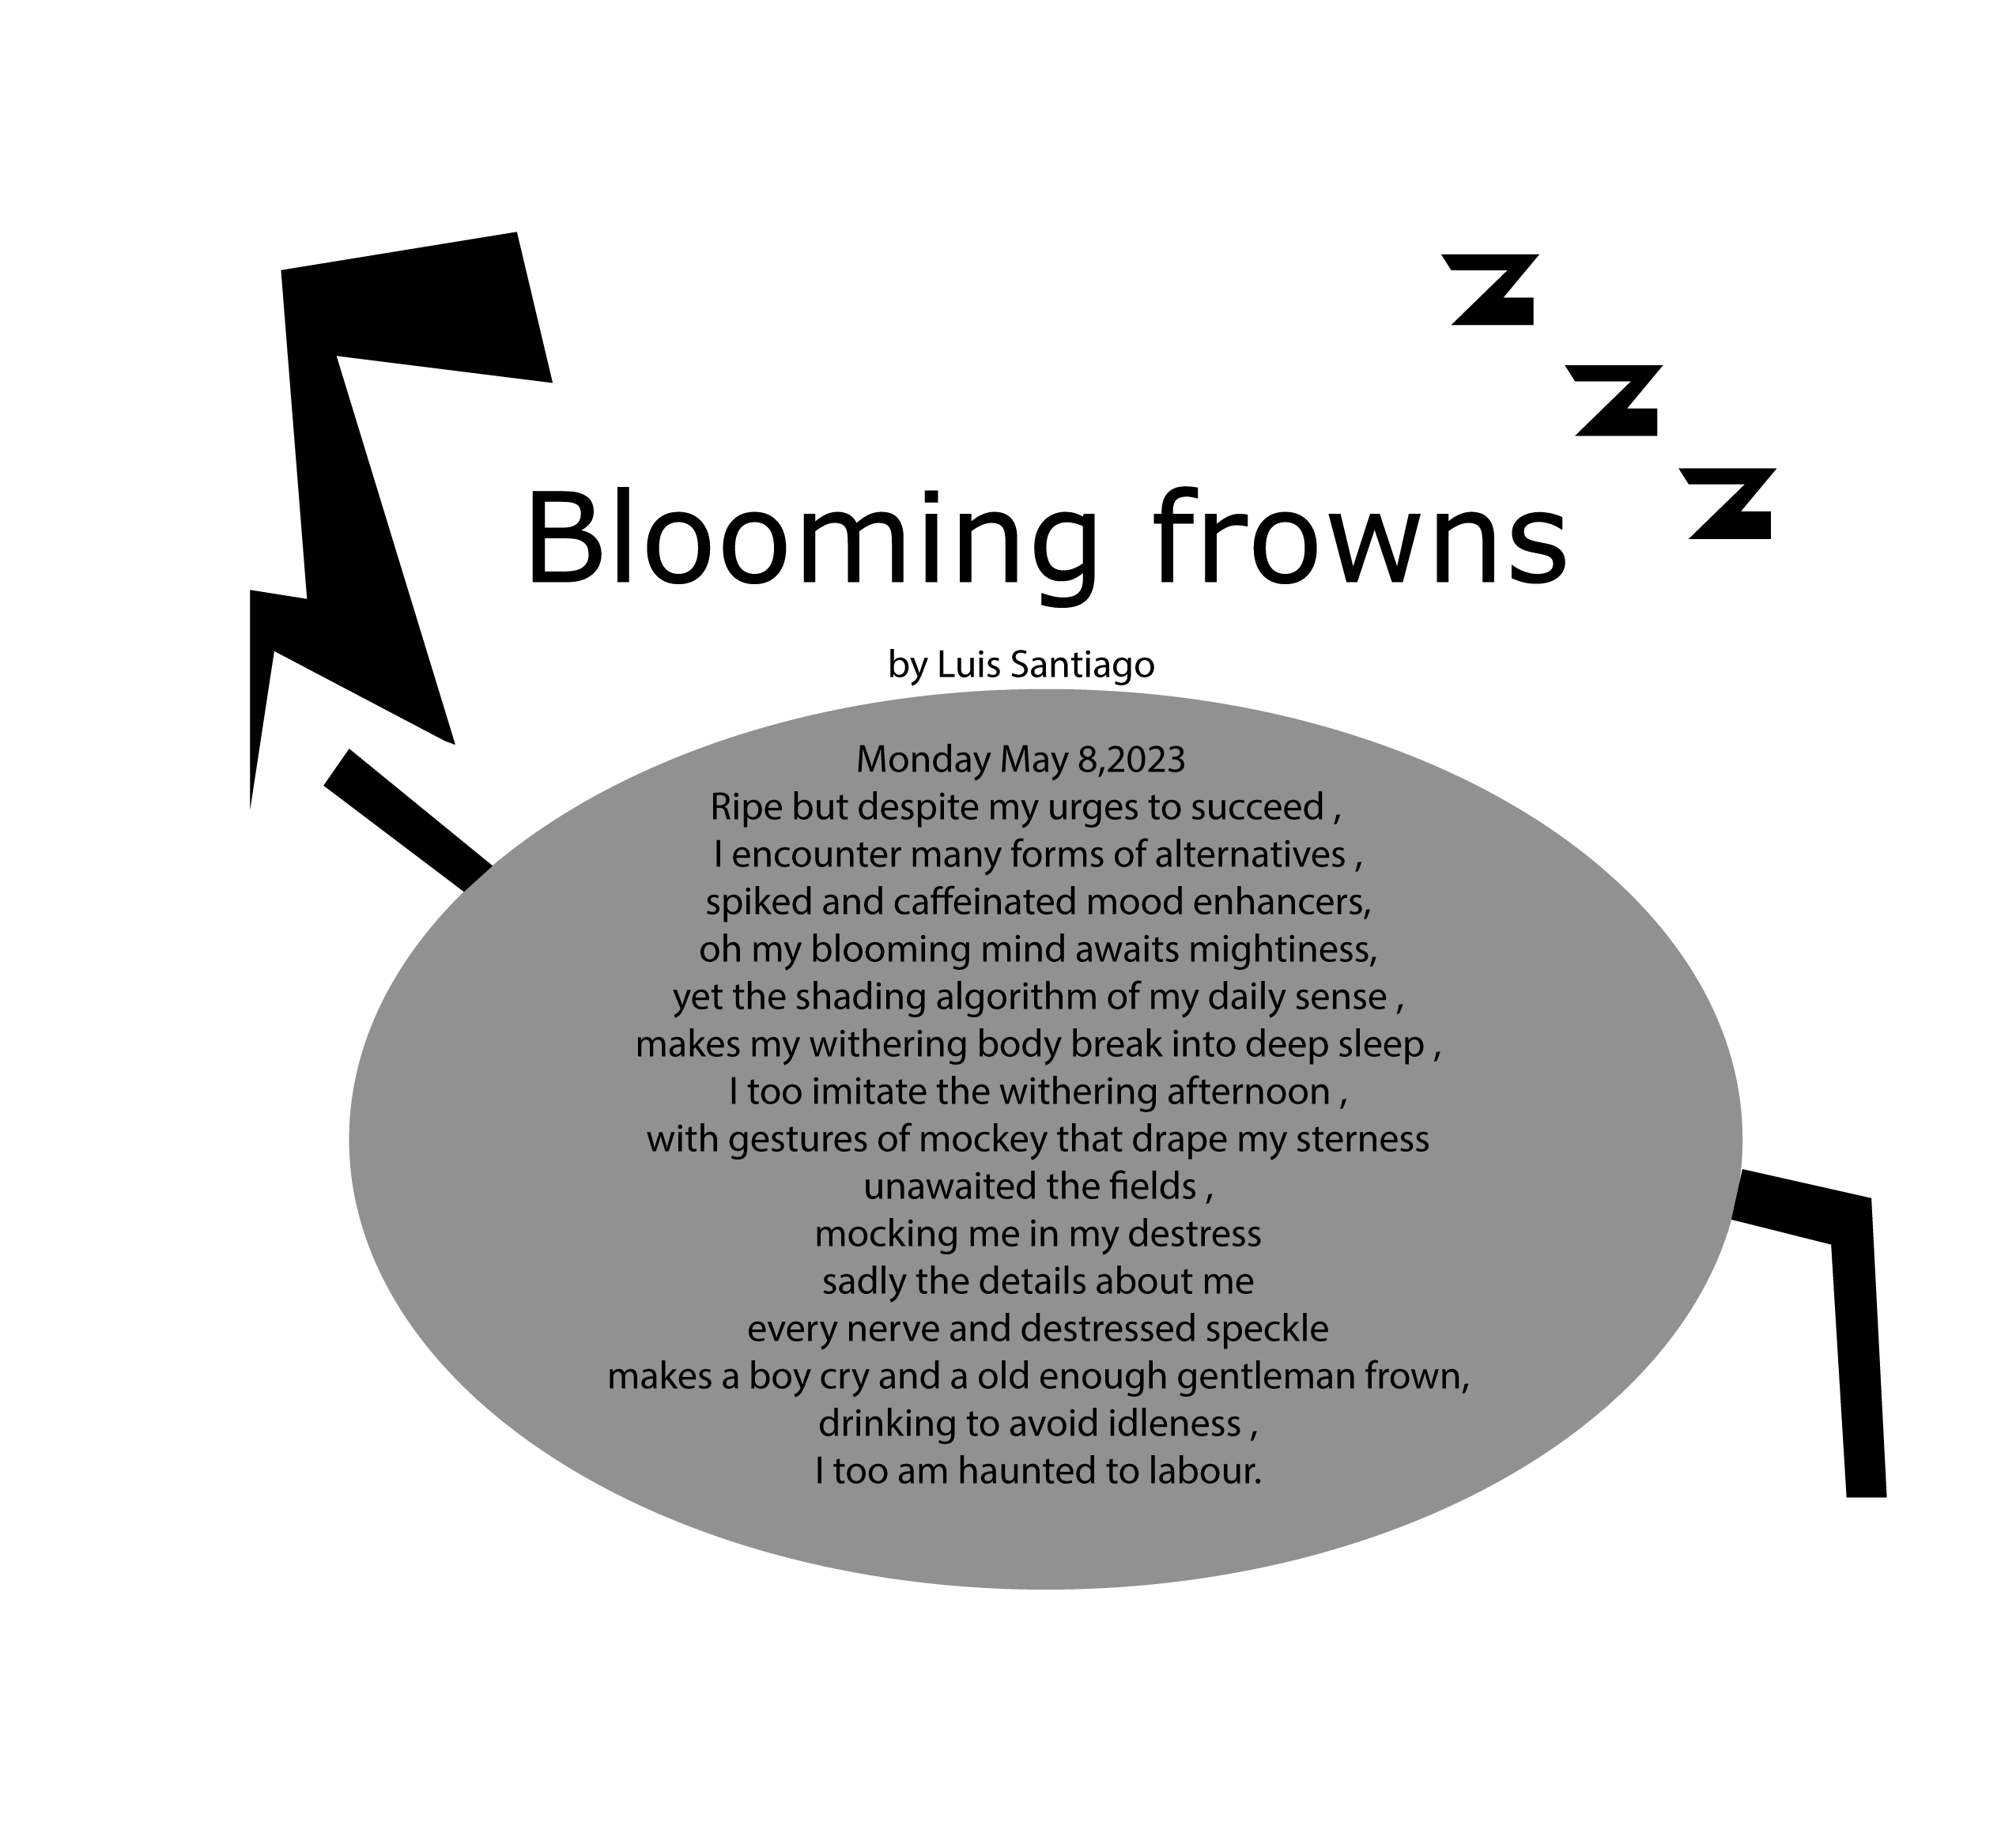 Blooming frowns
by Luis Santiago
Monday May 8,2023
Ripe but despite my urges to succeed ,
I encounter many forms of alternatives ,
spiked and caffeinated mood enhancers,
oh my blooming mind awaits mightiness,
yet the shading algorithm of my daily sense ,
makes my withering body break into deep sleep ,
I too imitate the withering afternoon ,
with gestures of mockey that drape my sterness
unawaited the fields ,
mocking me in my destress
sadly the details about me
every nerve and destressed speckle
makes a boy cry and a old enough gentleman frown,
drinking to avoid idleness ,
I too am haunted to labour.